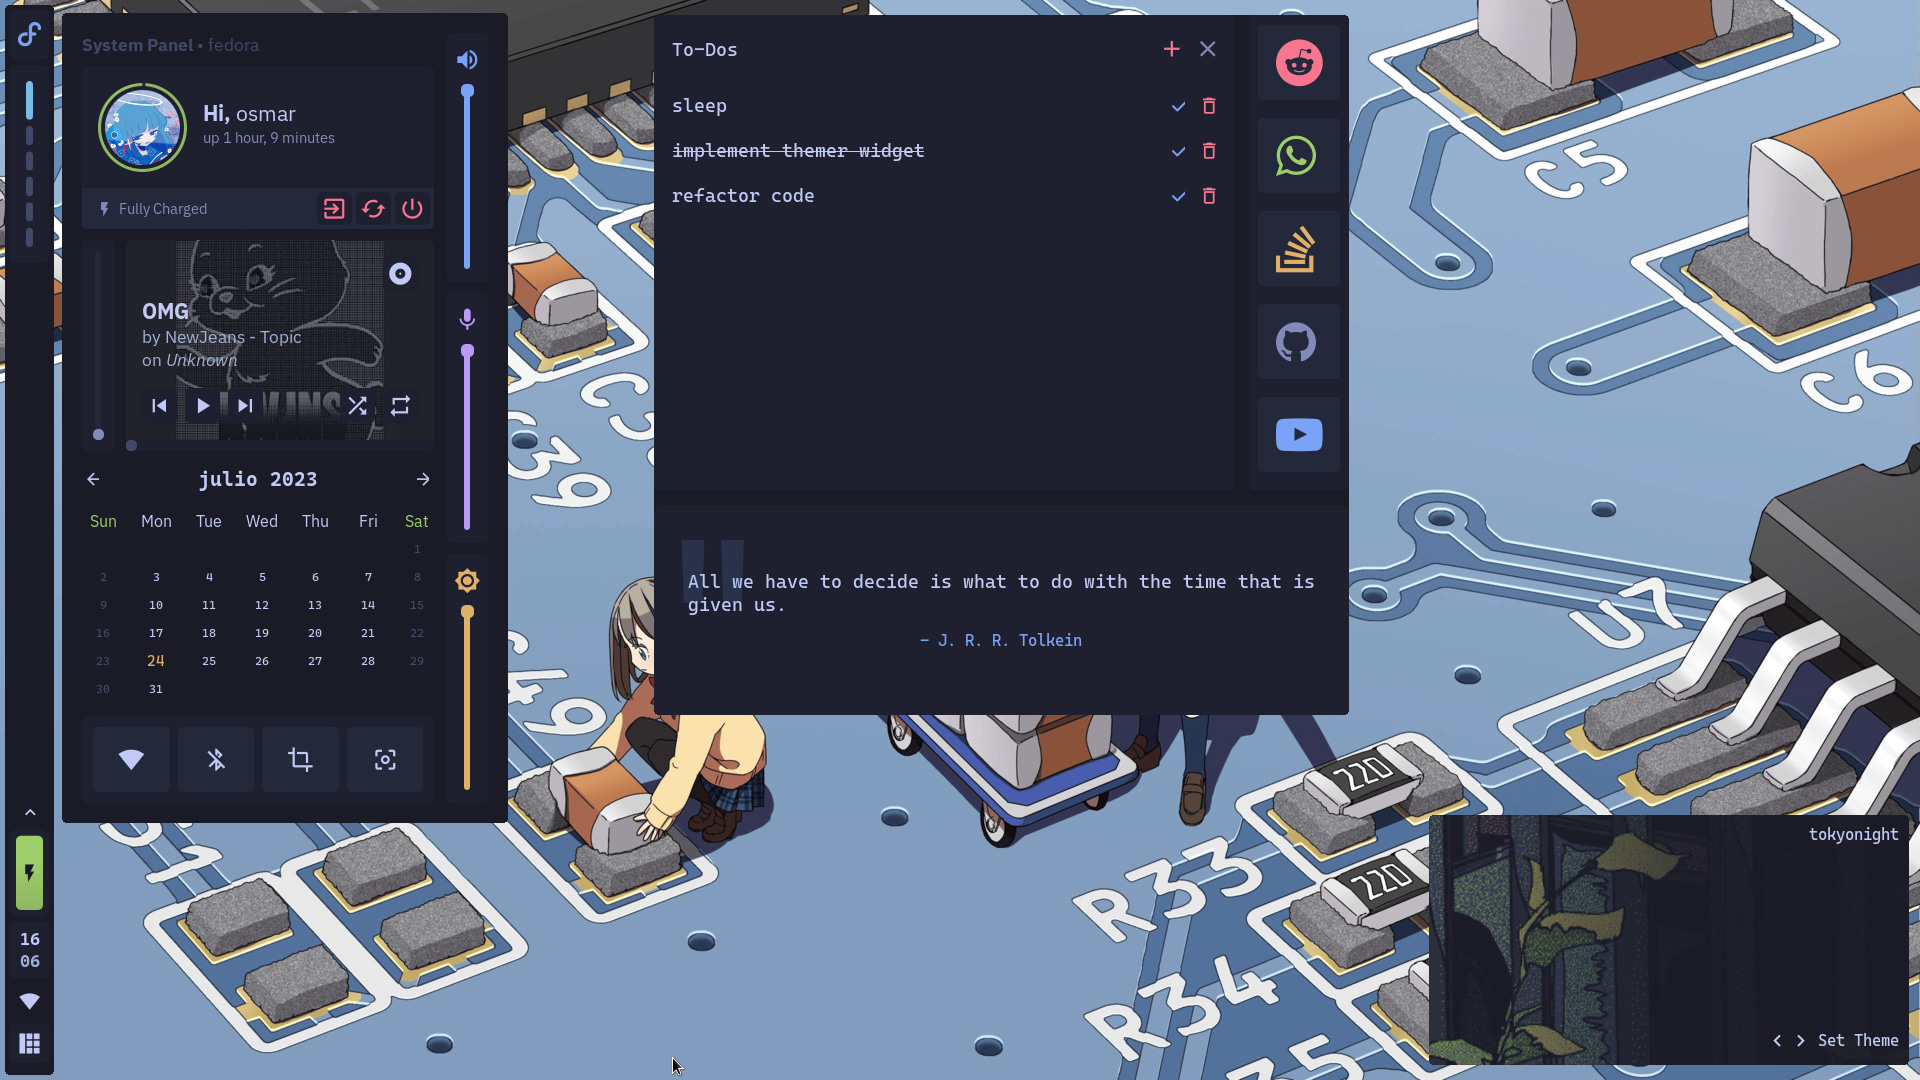 System Panel • fedora
Hi, osmar
up 1 hour, 9 minutes
Fully Charged
OMG
by NewJeans - Topic
on Unknown
julio 2023
Sun Mon Tue Wed Thu Fri Sat
1
2 3 4 5 6 7 8
9 10 11 12 13 14 15
16 17 18 19 20 21 22
23 24 25 26 27 28 29
30 31
16
06
To-Dos
sleep
implement themer widget
refactor code
"
All we have to decide is what to do with the time that is
given us.
— J. R. R. Tolkein
C5
C6
C3
39
U7
220
R33
220
R34
tokyonight
Set Theme